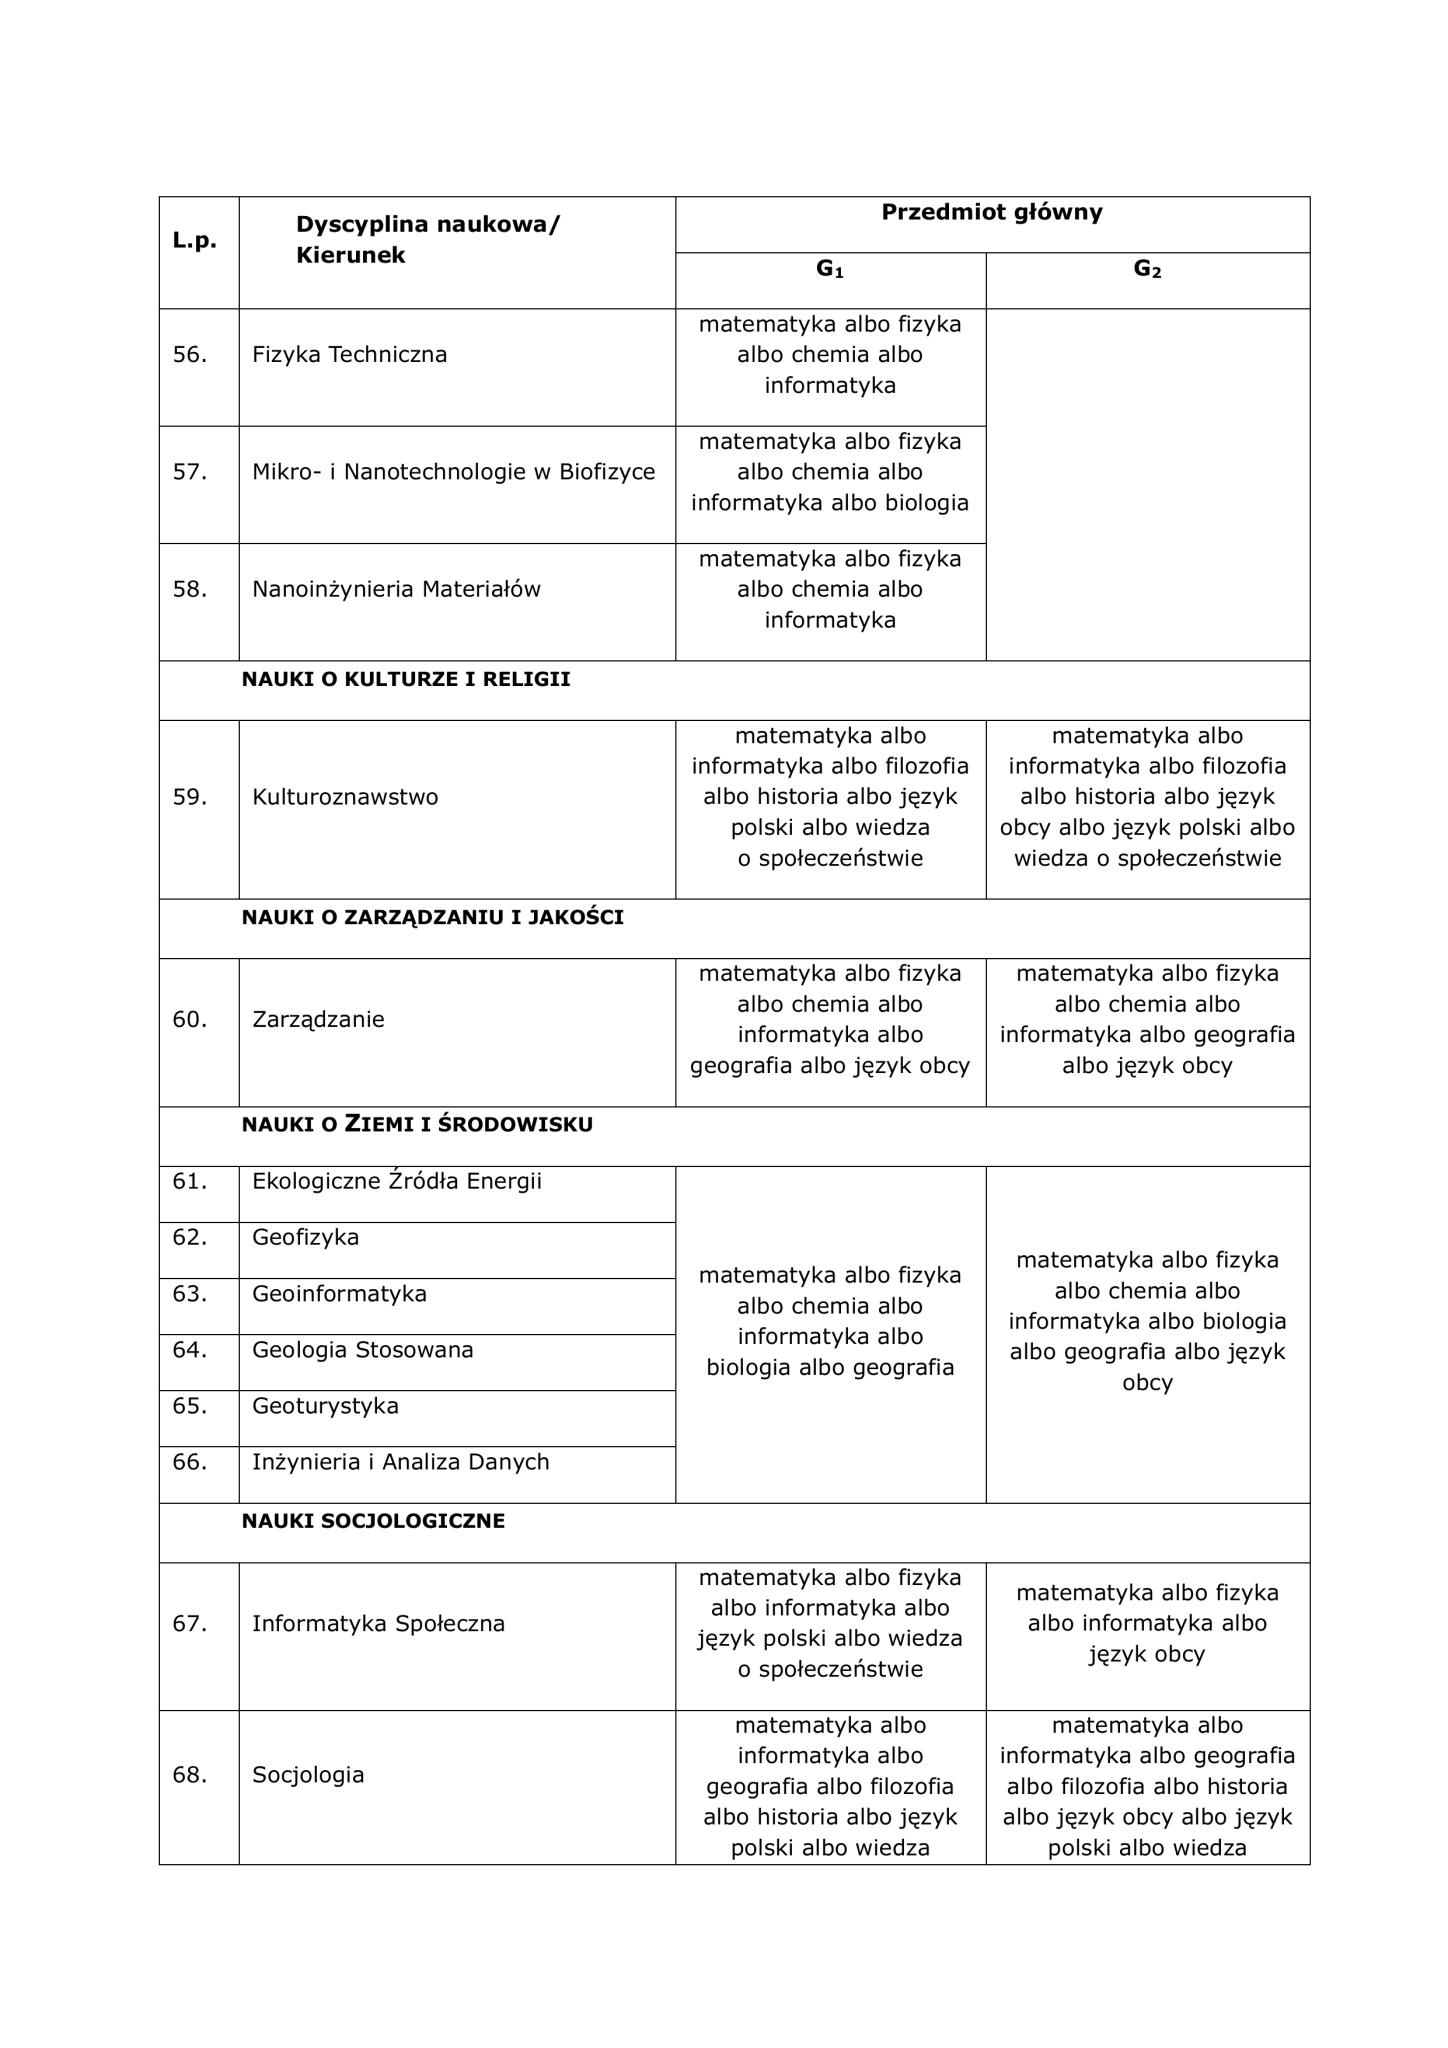 L.p.
Dyscyplina naukowa/
Kierunek
Przedmiot główny
G₁
G₂
56.
Fizyka Techniczna
matematyka albo fizyka
albo chemia albo
informatyka
57.
Mikro- i Nanotechnologie w Biofizyce
matematyka albo fizyka
albo chemia albo
informatyka albo biologia
58.
Nanoinżynieria Materiałów
matematyka albo fizyka
albo chemia albo
informatyka
NAUKI O KULTURZE I RELIGII
59.
Kulturoznawstwo
matematyka albo
informatyka albo filozofia
albo historia albo język
polski albo wiedza
o społeczeństwie
matematyka albo
informatyka albo filozofia
albo historia albo język
obcy albo język polski albo
wiedza o społeczeństwie
NAUKI O ZARZĄDZANIU I JAKOŚCI
60.
Zarządzanie
matematyka albo fizyka
albo chemia albo
informatyka albo
geografia albo język obcy
matematyka albo fizyka
albo chemia albo
informatyka albo geografia
albo język obcy
NAUKI O ZIEMI I ŚRODOWISKU
61.
Ekologiczne Źródła Energii
62.
Geofizyka
63.
Geoinformatyka
64.
Geologia Stosowana
65.
Geoturystyka
66.
Inżynieria i Analiza Danych
matematyka albo fizyka
albo chemia albo
informatyka albo
biologia albo geografia
matematyka albo fizyka
albo chemia albo
informatyka albo biologia
albo geografia albo język
obcy
NAUKI SOCJOLOGICZNE
67.
Informatyka Społeczna
matematyka albo fizyka
albo informatyka albo
język polski albo wiedza
o społeczeństwie
matematyka albo fizyka
albo informatyka albo
język obcy
68.
Socjologia
matematyka albo
informatyka albo
geografia albo filozofia
albo historia albo język
polski albo wiedza
matematyka albo
informatyka albo geografia
albo filozofia albo historia
albo język obcy albo język
polski albo wiedza